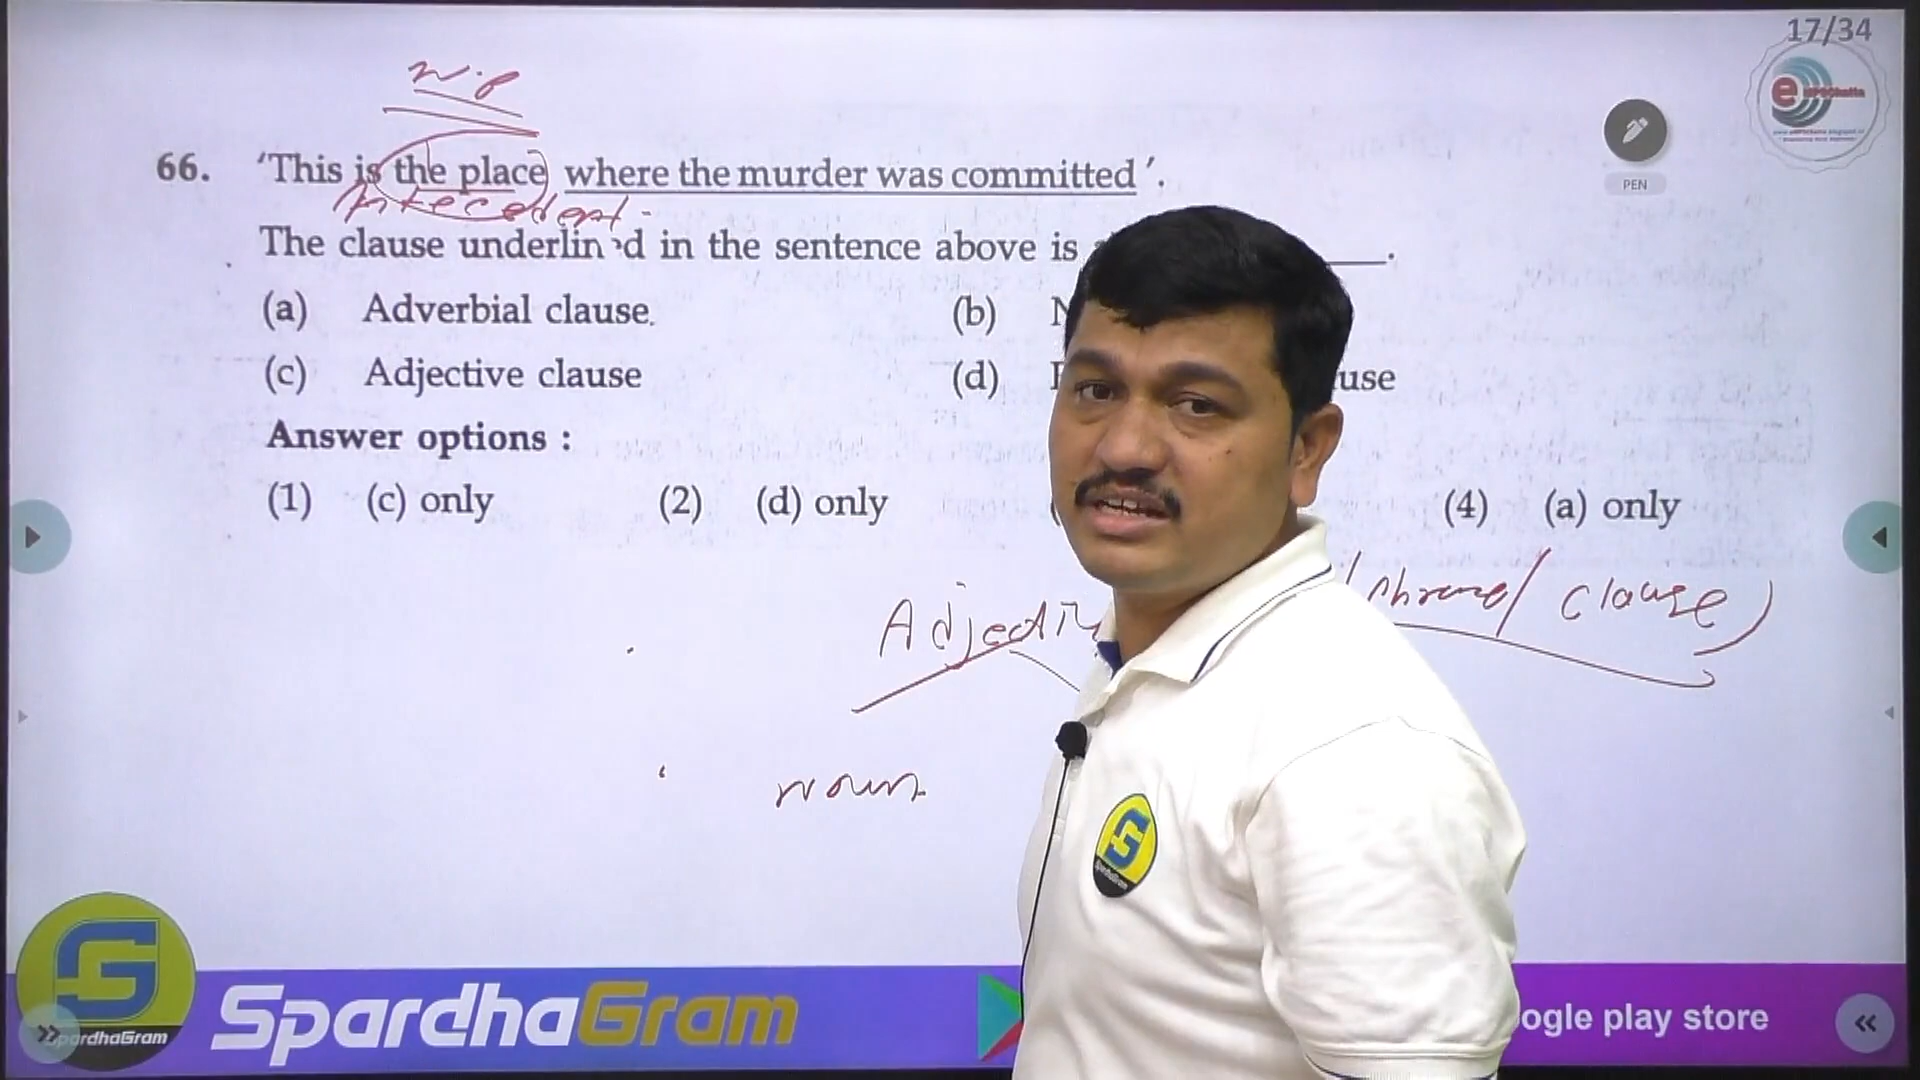 17/34
N.P
66. 'This is the place where the murder was committed'.
Antecedent
The clause underlined in the sentence above is
(a) Adverbial clause. (b)
(c) Adjective clause (d) use
Answer options :
(1) (c) only (2) (d) only (4) (a) only
phrase/ clause)
noun
PEN
SpardhaGram
SpardhaGram
ogle play store